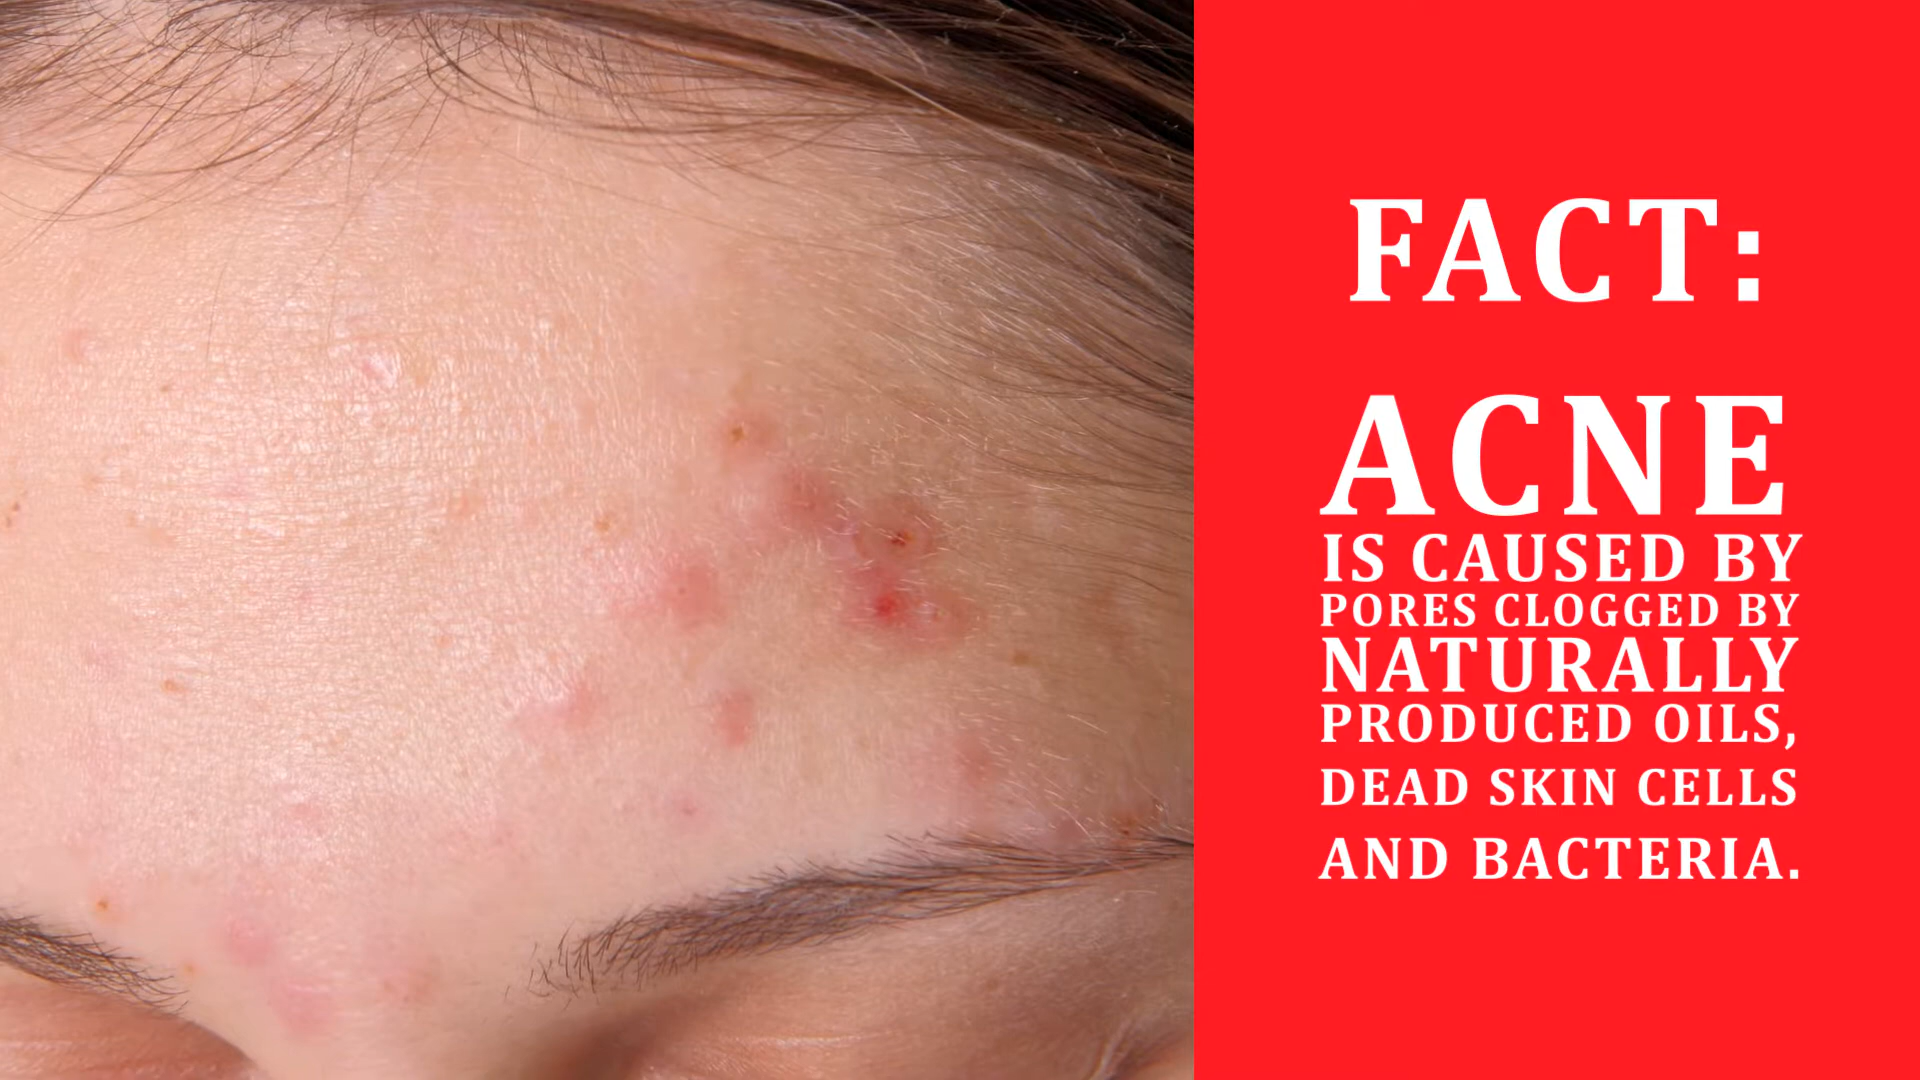 FACT:
ACNE
IS CAUSED BY
PORES CLOGGED BY
NATURALLY
PRODUCED OILS,
DEAD SKIN CELLS
AND BACTERIA.